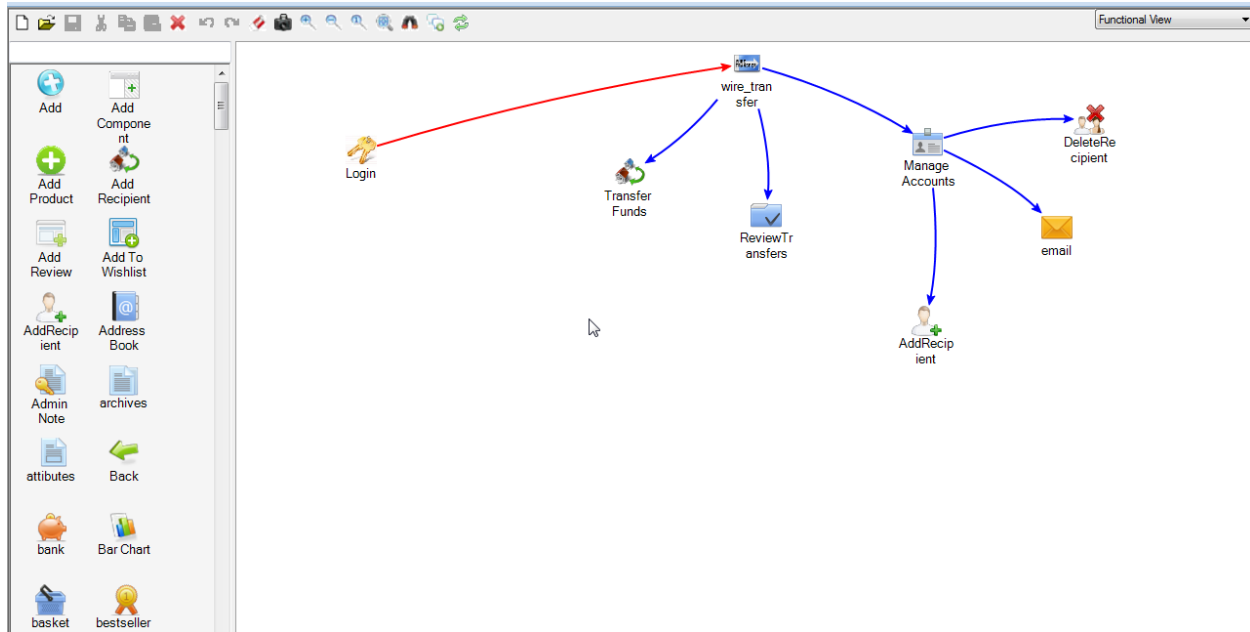 Functional View
Add
Add
Compone
nt
Add
Product
Add
Recipient
Add
Review
Add To
Wishlist
AddRecip
ient
Address
Book
Admin
Note
archives
attibutes
Back
bank
Bar Chart
basket
bestseller
Login
wire_tran
sfer
Transfer
Funds
ReviewTr
ansfers
Manage
Accounts
DeleteRe
cipient
email
AddRecip
ient